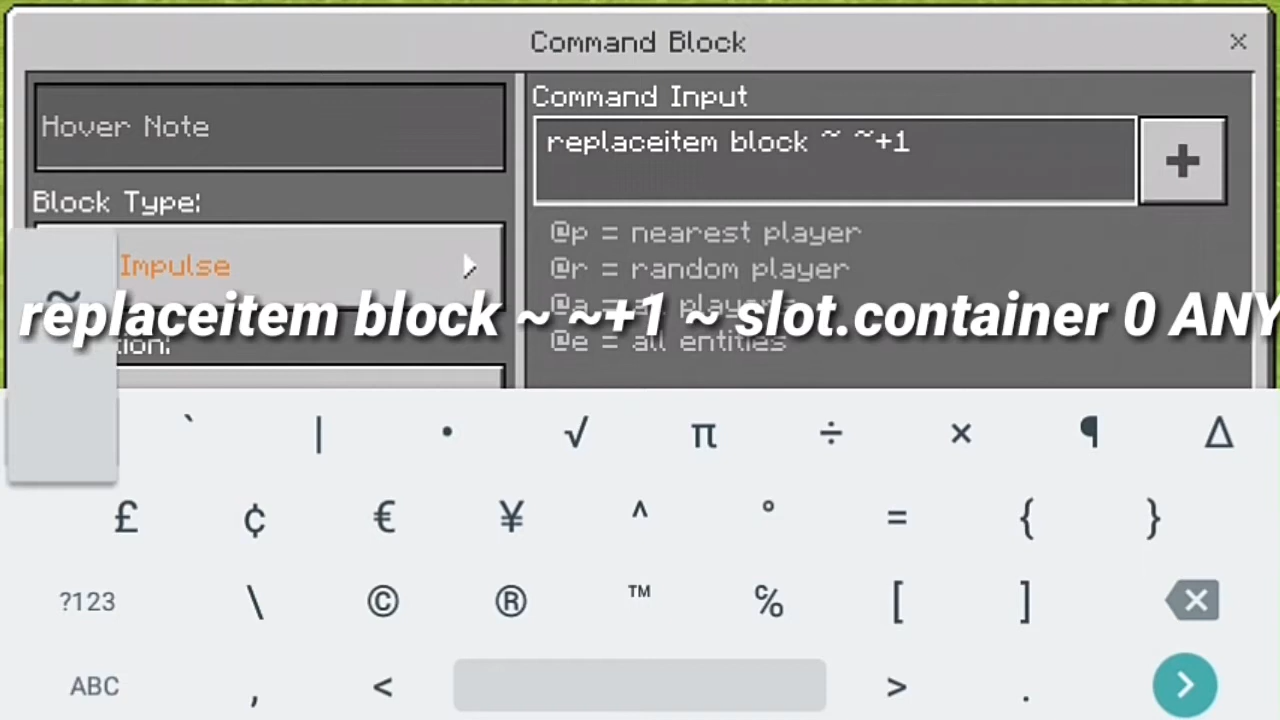 Command Block
Hover Note
Command Input
replaceitem block ~ ~+1
Block Type:
@p = nearest player
Impulse
@r = random player
replaceitem block ~ ~+1 ~ slot.container 0 ANY
@e = all entities
~
` | • √ π ÷ × ¶ Δ
£ ¢ € ¥ ^ ° = { }
?123 \ © ® ™ ℅ [ ]
ABC , < > .